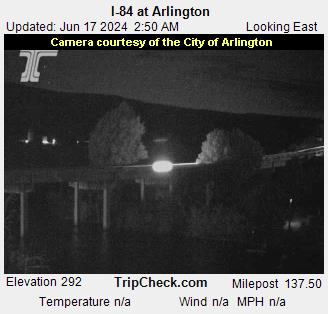 I-84 at Arlington
Updated: Jun 17 2024 2:50 AM Looking East
Camera courtesy of the City of Arlington
Elevation 292 TripCheck.com Milepost 137.50
Temperature n/a Wind n/a MPH n/a